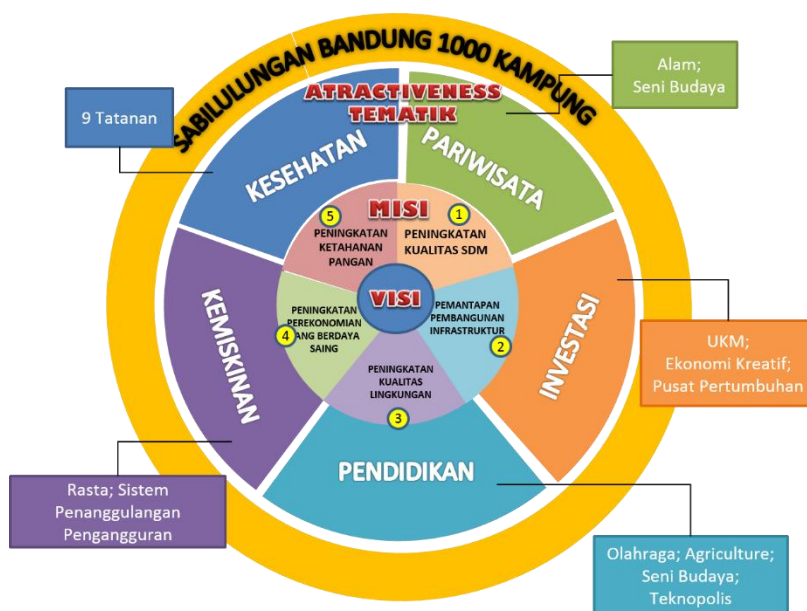 SABILULUNGAN BANDUNG 1000 KAMPUNG
ATRACTIVENESS
TEMATIK
9 Tatanan
KESEHATAN
Alam;
Seni Budaya
PARIWISATA
UKM;
Ekonomi Kreatif;
Pusat Pertumbuhan
INVESTASI
Olahraga; Agriculture;
Seni Budaya;
Teknopolis
PENDIDIKAN
Rasta; Sistem
Penanggulangan
Pengangguran
KEMISKINAN
MISI
1
PENINGKATAN
KUALITAS SDM
PEMANTAPAN
PEMBANGUNAN
INFRASTRUKTUR
2
PENINGKATAN
KUALITAS
LINGKUNGAN
3
PENINGKATAN
PEREKONOMIAN
4 ANG BERDAYA
SAING
5
PENINGKATAN
KETAHANAN
PANGAN
VISI